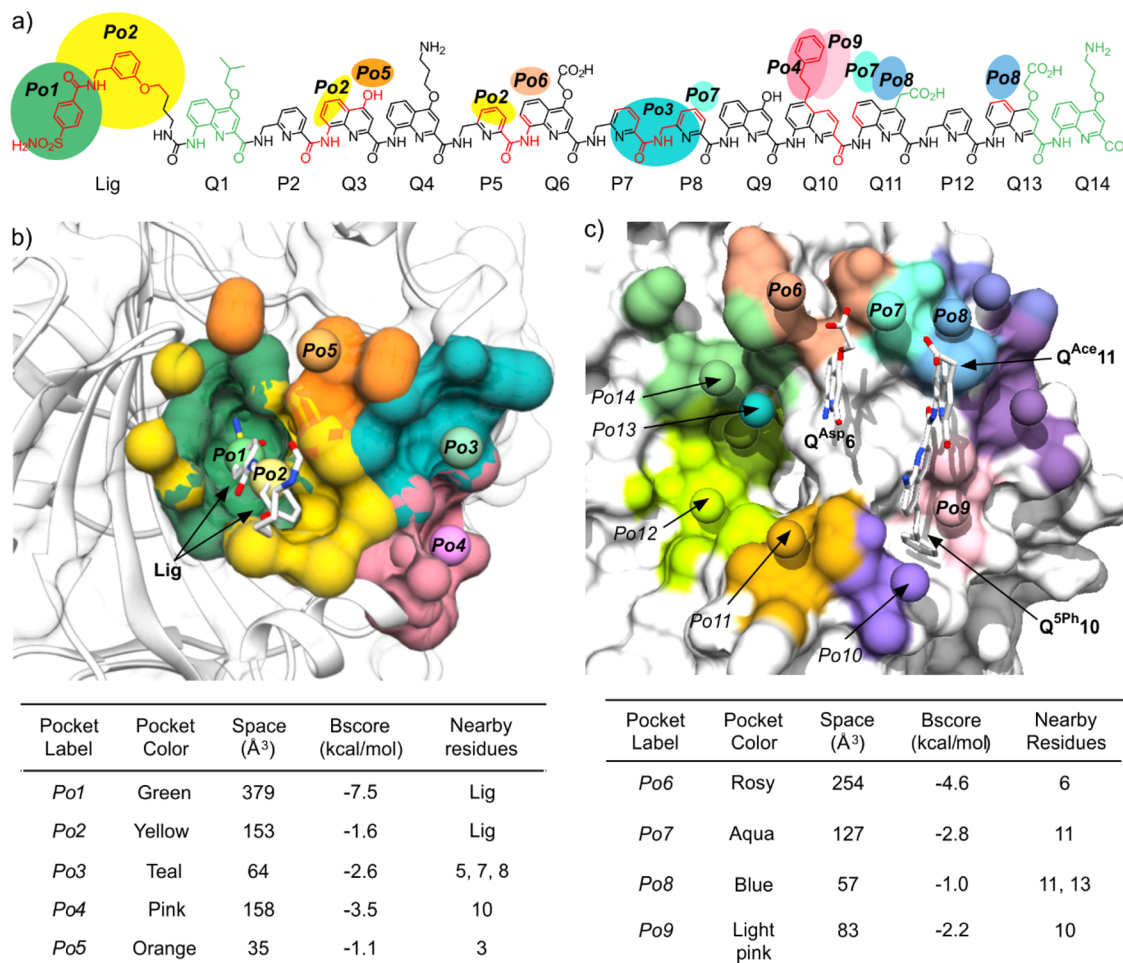 a)
Po2
Po1
O
NH
O
H2NO2S
NH
O
NH
O
Po2
Po5
OH
NH2
O
Po2
Po6
CO2H
O
Po3
Po7
OH
Po4
Po9
Po7
Po8
CO2H
Po8
CO2H
O
NH2
O
CO
Lig Q1 P2 Q3 Q4 P5 Q6 P7 P8 Q9 Q10 Q11 P12 Q13 Q14
b)
Po5
Po1
Po2
Po3
Po4
Lig
c)
Po6
Po7
Po8
QAce11
Po14
Po13
QAsp6
Po9
Po12
Po11
Po10
Q5Ph10
Pocket Label Pocket Color Space (Å3) Bscore (kcal/mol) Nearby residues
Po1 Green 379 -7.5 Lig
Po2 Yellow 153 -1.6 Lig
Po3 Teal 64 -2.6 5, 7, 8
Po4 Pink 158 -3.5 10
Po5 Orange 35 -1.1 3
Pocket Label Pocket Color Space (Å3) Bscore (kcal/mol) Nearby Residues
Po6 Rosy 254 -4.6 6
Po7 Aqua 127 -2.8 11
Po8 Blue 57 -1.0 11, 13
Po9 Light pink 83 -2.2 10